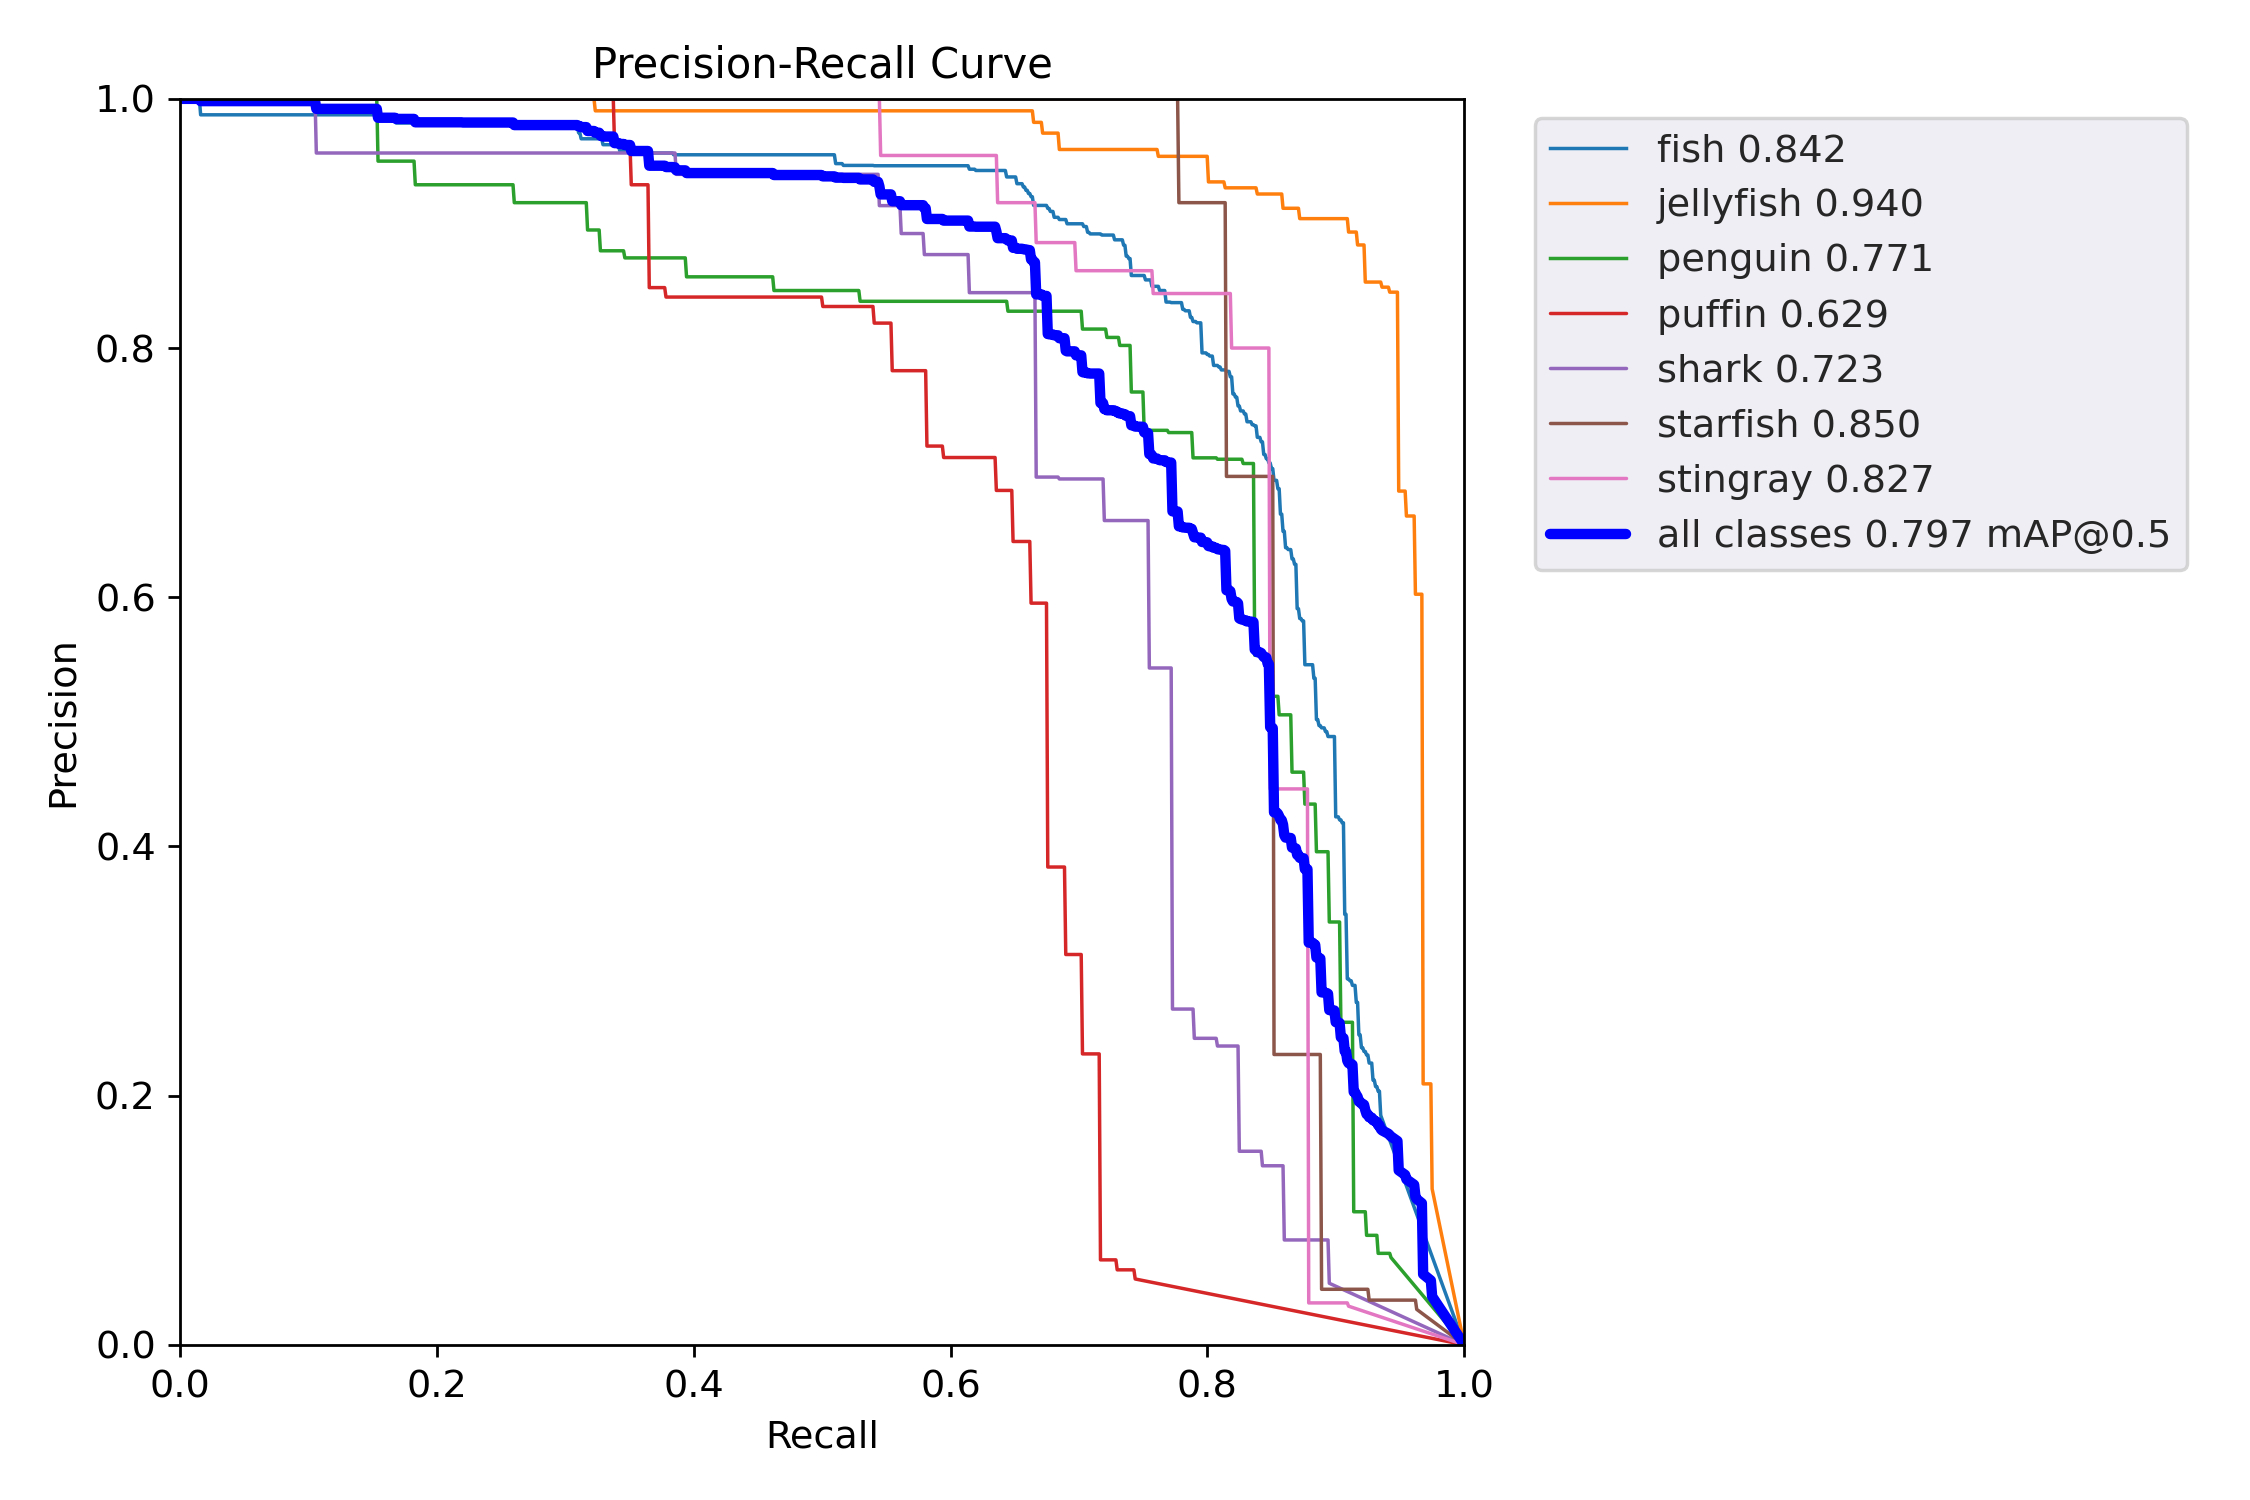 Precision-Recall Curve
1.0
0.8
0.6
0.4
0.2
0.0
Precision
0.0 0.2 0.4 0.6 0.8 1.0
Recall
fish 0.842
jellyfish 0.940
penguin 0.771
puffin 0.629
shark 0.723
starfish 0.850
stingray 0.827
all classes 0.797 mAP@0.5